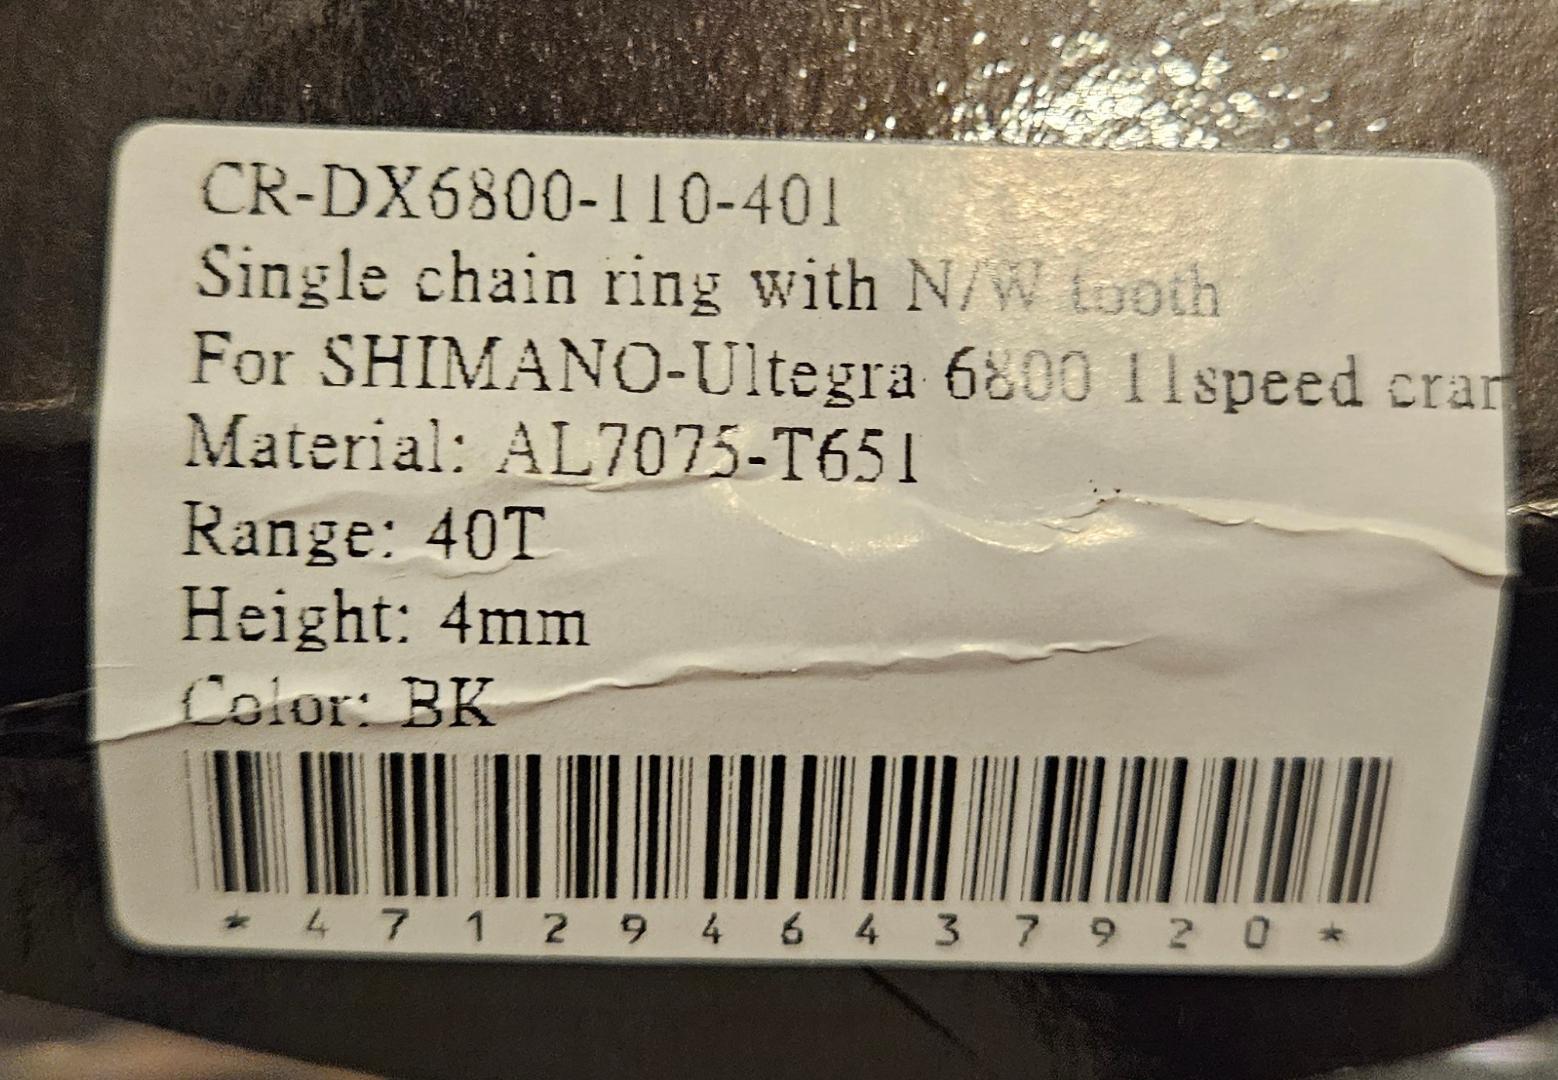 CR-DX6800-110-401
Single chain ring with N/W tooth
For SHIMANO-Ultegra 6800 11speed cran
Material: AL7075-T651
Range: 40T
Height: 4mm
Color: BK
*4712946437920*